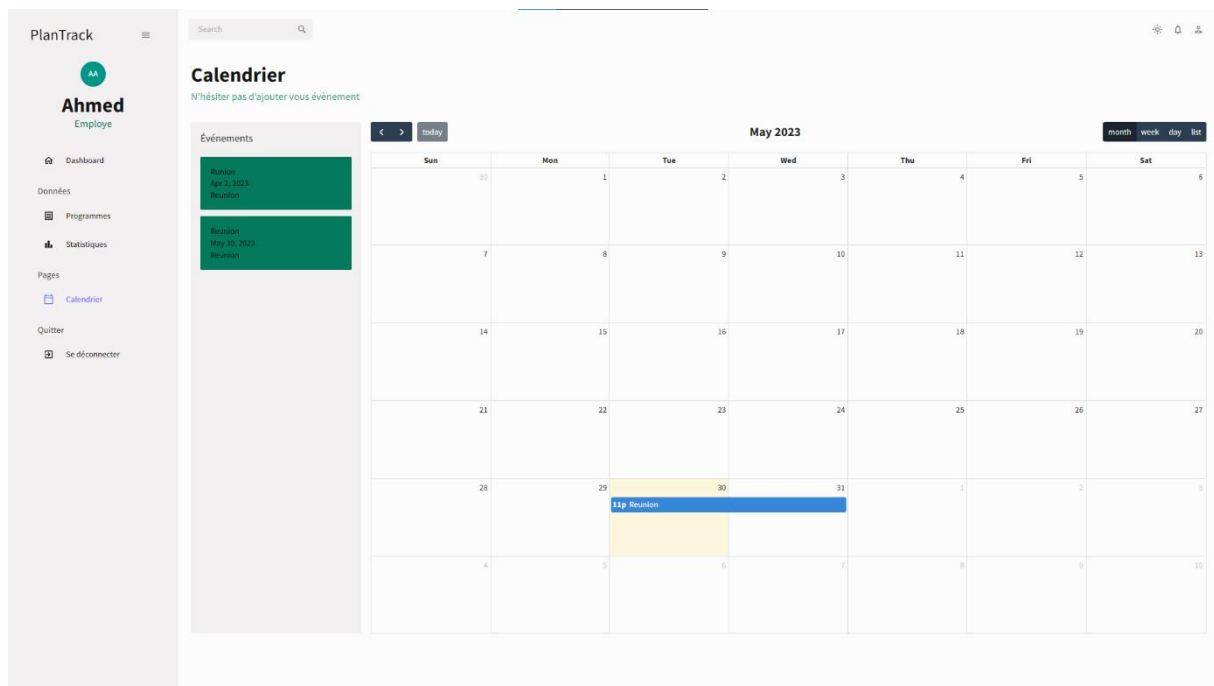 PlanTrack
Search
AA
Ahmed
Employe
Dashboard
Données
Programmes
Statistiques
Pages
Calendrier
Quitter
Se déconnecter
Calendrier
N'hésiter pas d'ajouter vous évènement
Événements
Runion
Apr 2, 2023
Reunion
Reunion
May 30, 2023
Reunion
today
May 2023
month week day list
Sun Mon Tue Wed Thu Fri Sat
30 1 2 3 4 5 6
7 8 9 10 11 12 13
14 15 16 17 18 19 20
21 22 23 24 25 26 27
28 29 30 31 1 2 3
11p Reunion
4 5 6 7 8 9 10